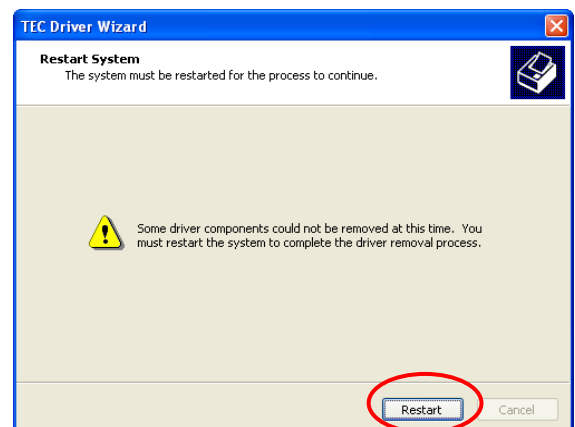 TEC Driver Wizard
Restart System
The system must be restarted for the process to continue.
Some driver components could not be removed at this time. You
must restart the system to complete the driver removal process.
Restart
Cancel